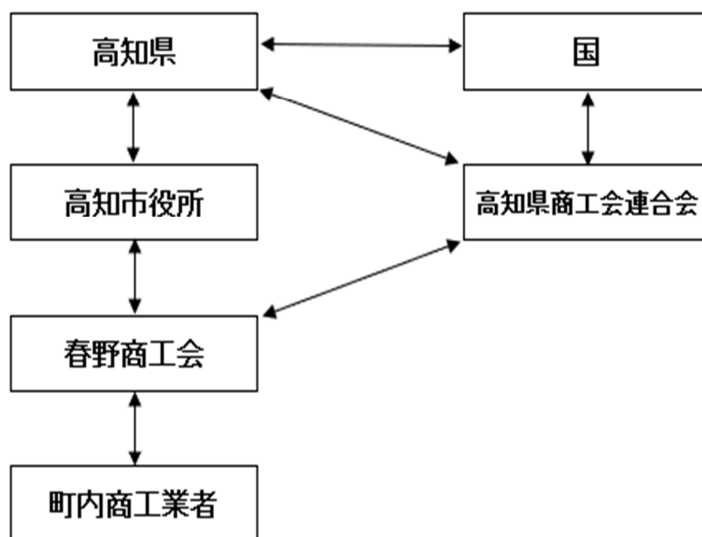 高知県
国
高知市役所
高知県商工会連合会
春野商工会
町内商工業者